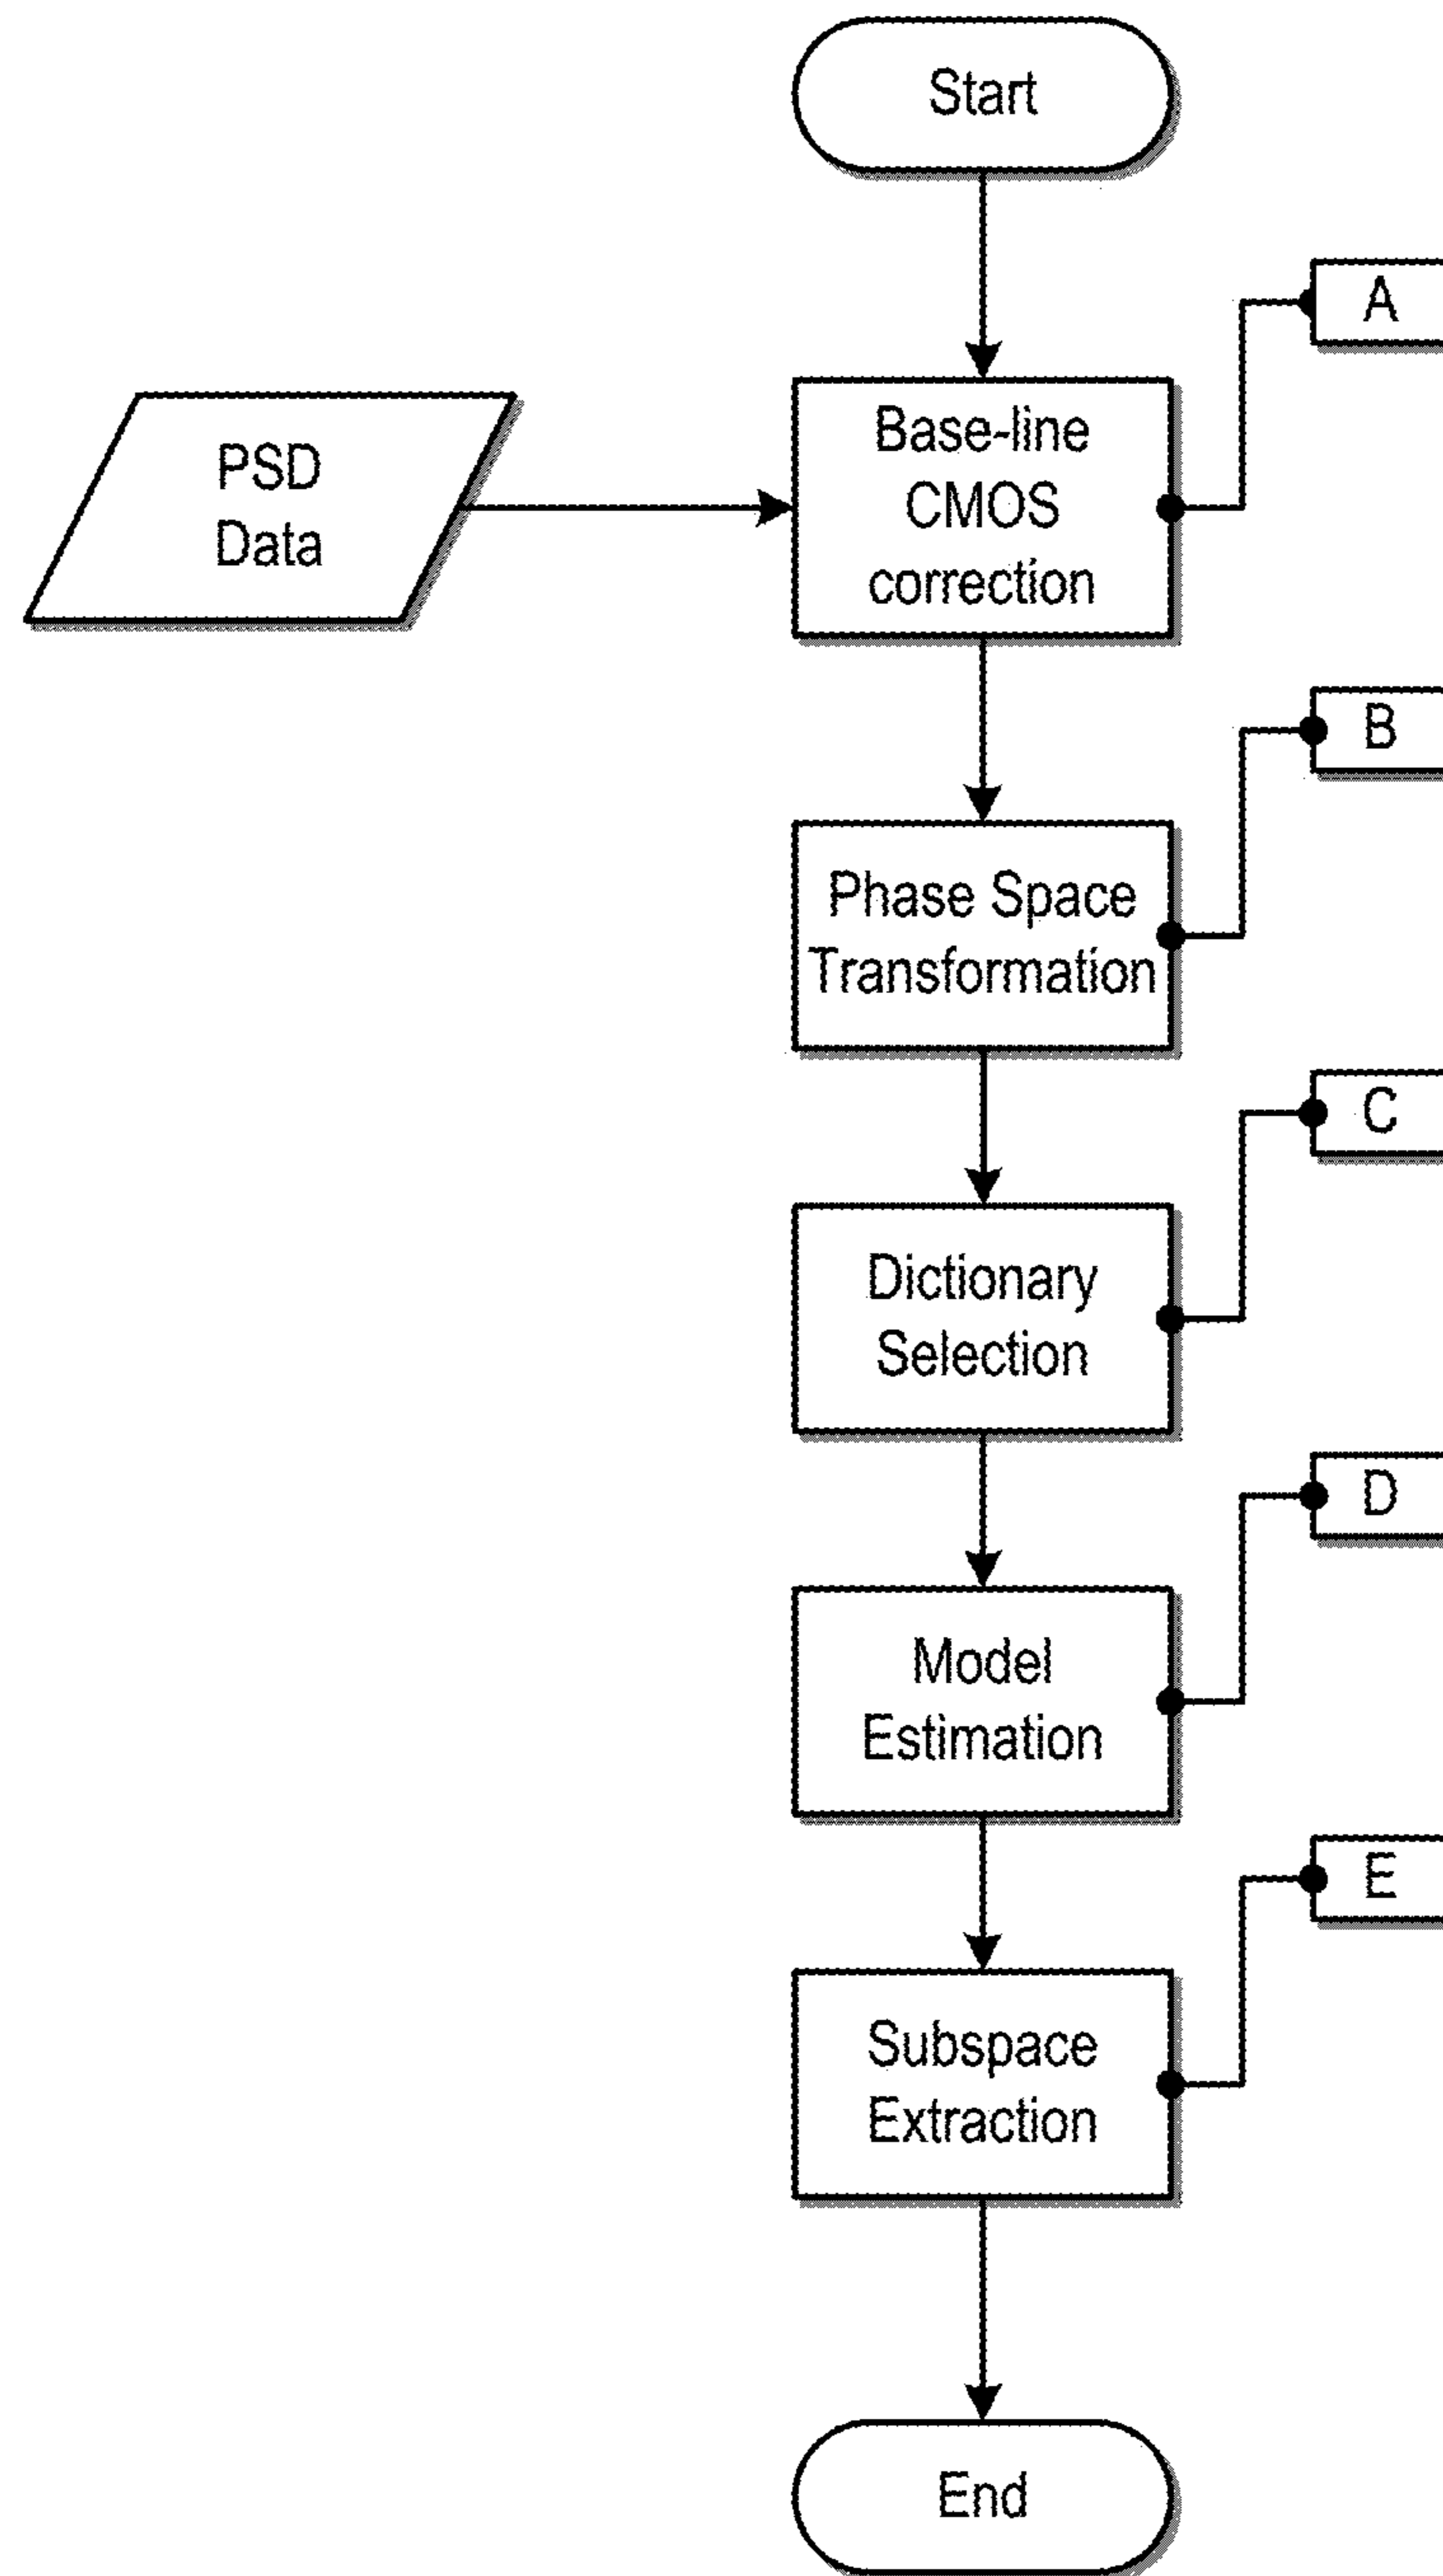 Start
A
PSD
Data
Base-line
CMOS
correction
B
Phase Space
Transformation
C
Dictionary
Selection
D
Model
Estimation
E
Subspace
Extraction
End